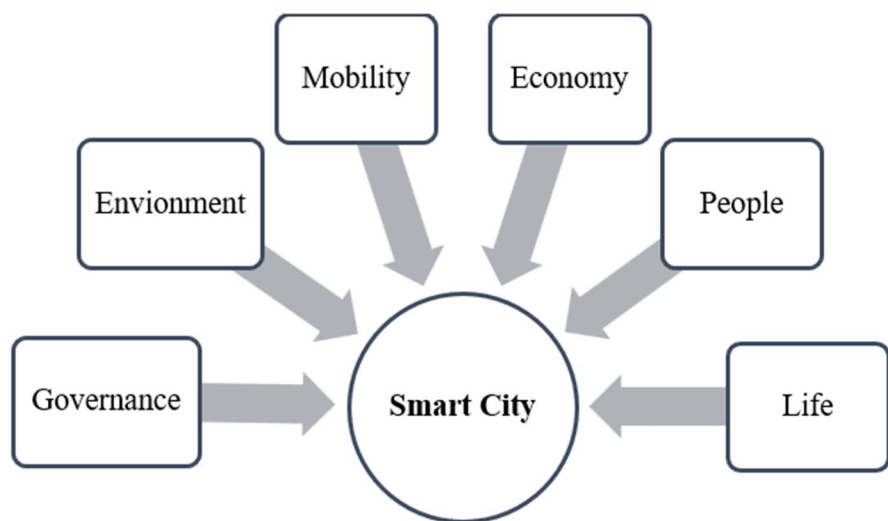 Mobility
Economy
Envionment
People
Governance
Smart City
Life